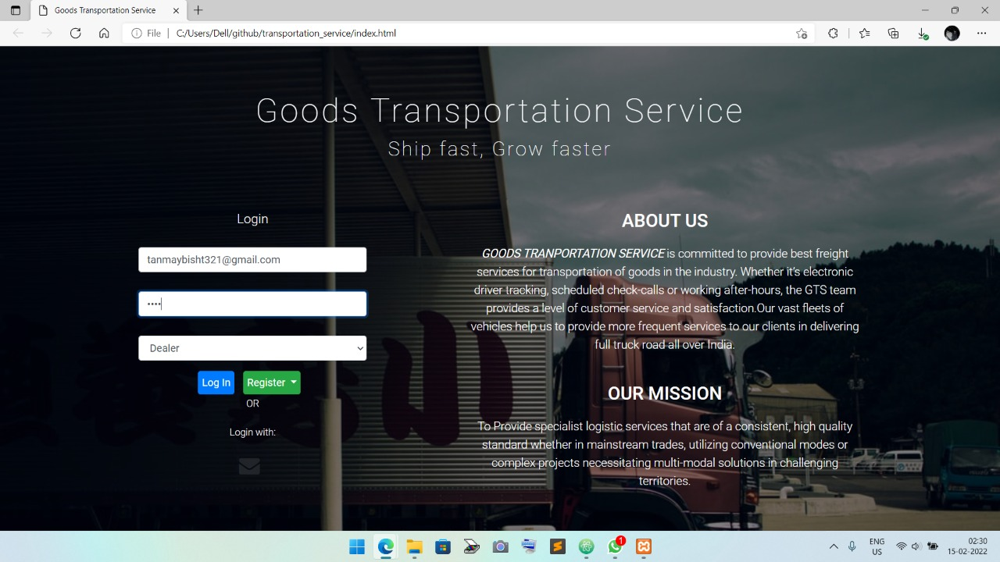 Goods Transportation Service
File
C:/Users/Dell/github/transportation_service/index.html
Goods Transportation Service
Ship fast, Grow faster
Login
tanmaybisht321@gmail.com
••••
Dealer
Log In
Register
OR
Login with:
ABOUT US
GOODS TRANPORTATION SERVICE is committed to provide best freight
services for transportation of goods in the industry. Whether it's electronic
driver tracking, scheduled check-calls or working after-hours, the GTS team
provides a level of customer service and satisfaction.Our vast fleets of
vehicles help us to provide more frequent services to our clients in delivering
full truck road all over India.
OUR MISSION
To Provide specialist logistic services that are of a consistent, high quality
standard whether in mainstream trades, utilizing conventional modes or
complex projects necessitating multi-modal solutions in challenging
territories.
1
ENG
US
02:30
15-02-2022